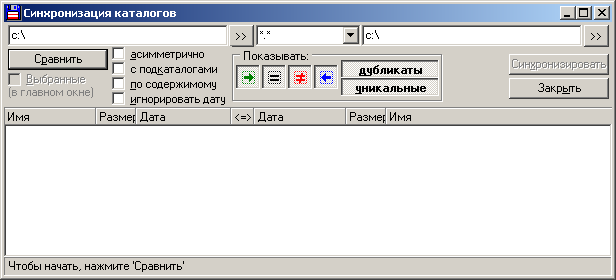 Синхронизация каталогов
c:\ >> *.* c:\ >>
Сравнить
Выбранные
(в главном окне)
асимметрично
с подкаталогами
по содержимому
игнорировать дату
Показывать:
= ≠
дубликаты
уникальные
Синхронизировать
Закрыть
Имя Размер Дата <=> Дата Размер Имя
Чтобы начать, нажмите 'Сравнить'